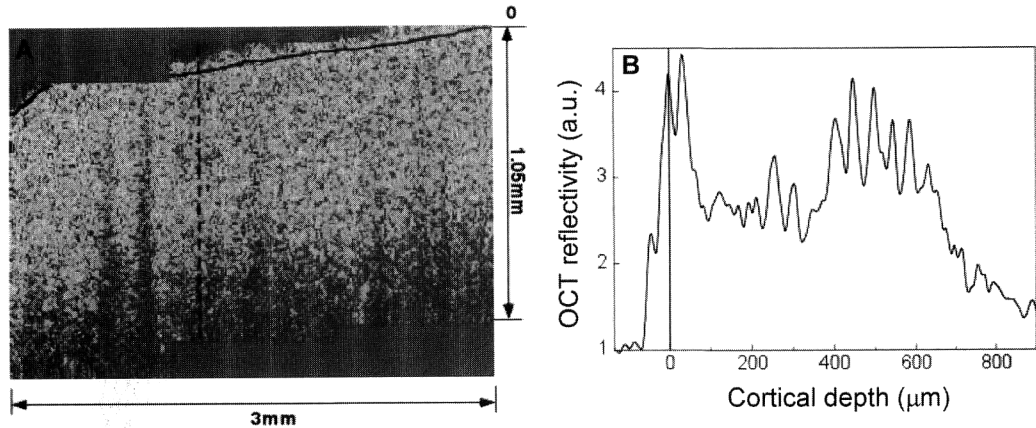 A
0
1.05mm
3mm
B
OCT reflectivity (a.u.)
4
3
2
1
0 200 400 600 800
Cortical depth (μm)